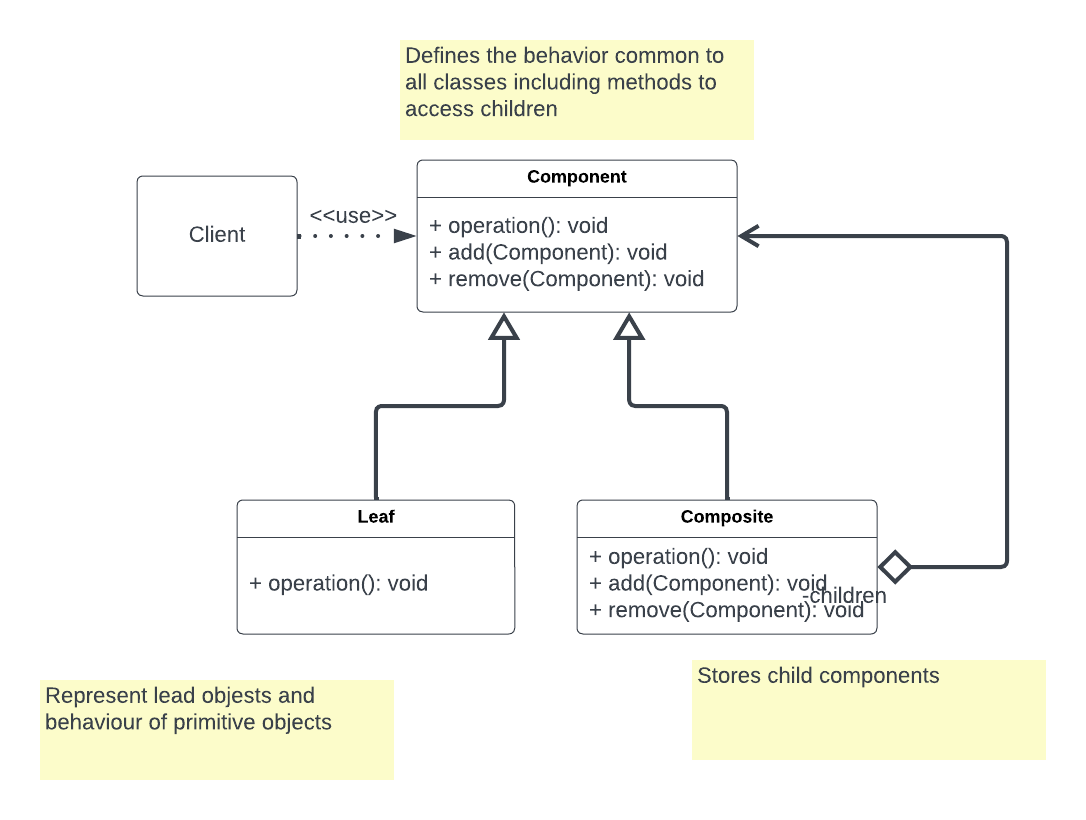 Defines the behavior common to
all classes including methods to
access children
Component
<<use>>
Client
+ operation(): void
+ add(Component): void
+ remove(Component): void
Leaf
+ operation(): void
Composite
+ operation(): void
+ add(Component): void
-children
+ remove(Component): void
Represent lead objests and
behaviour of primitive objects
Stores child components